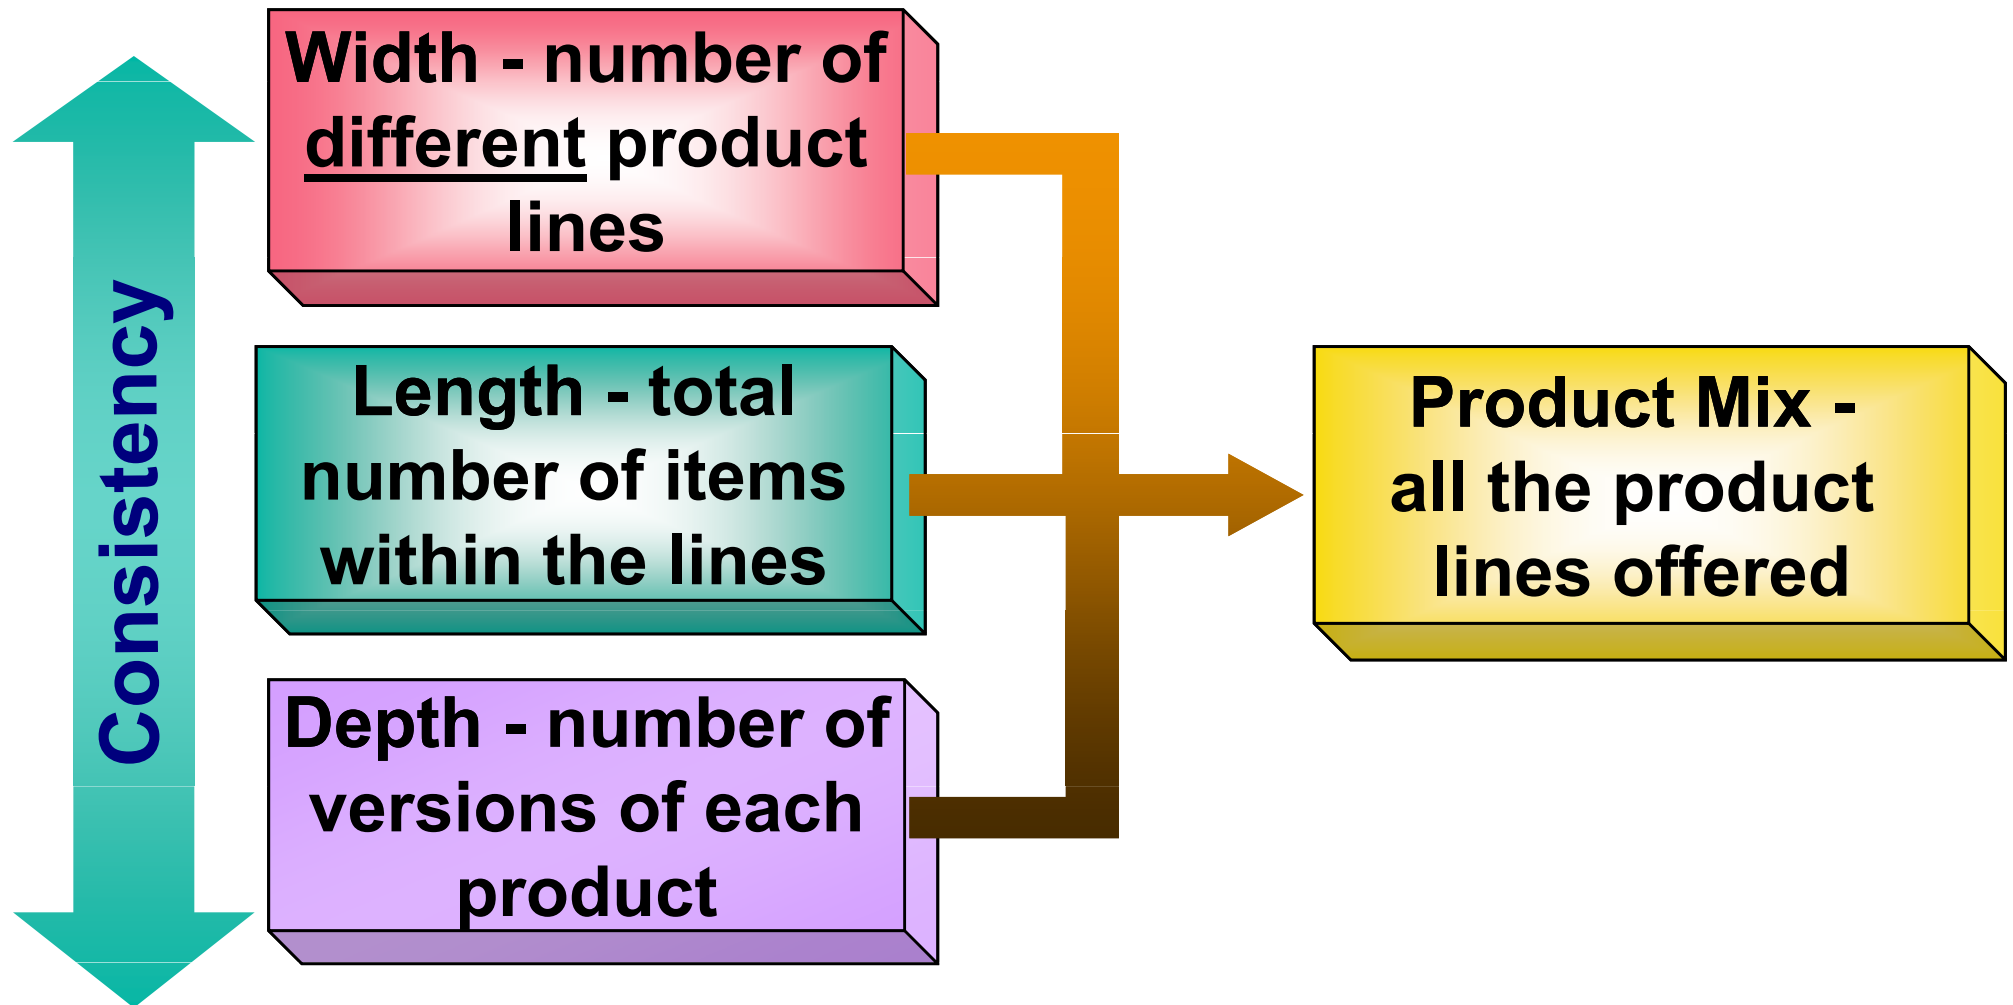 Consistency
Width - number of
different product
lines
Length - total
number of items
within the lines
Depth - number of
versions of each
product
Product Mix -
all the product
lines offered